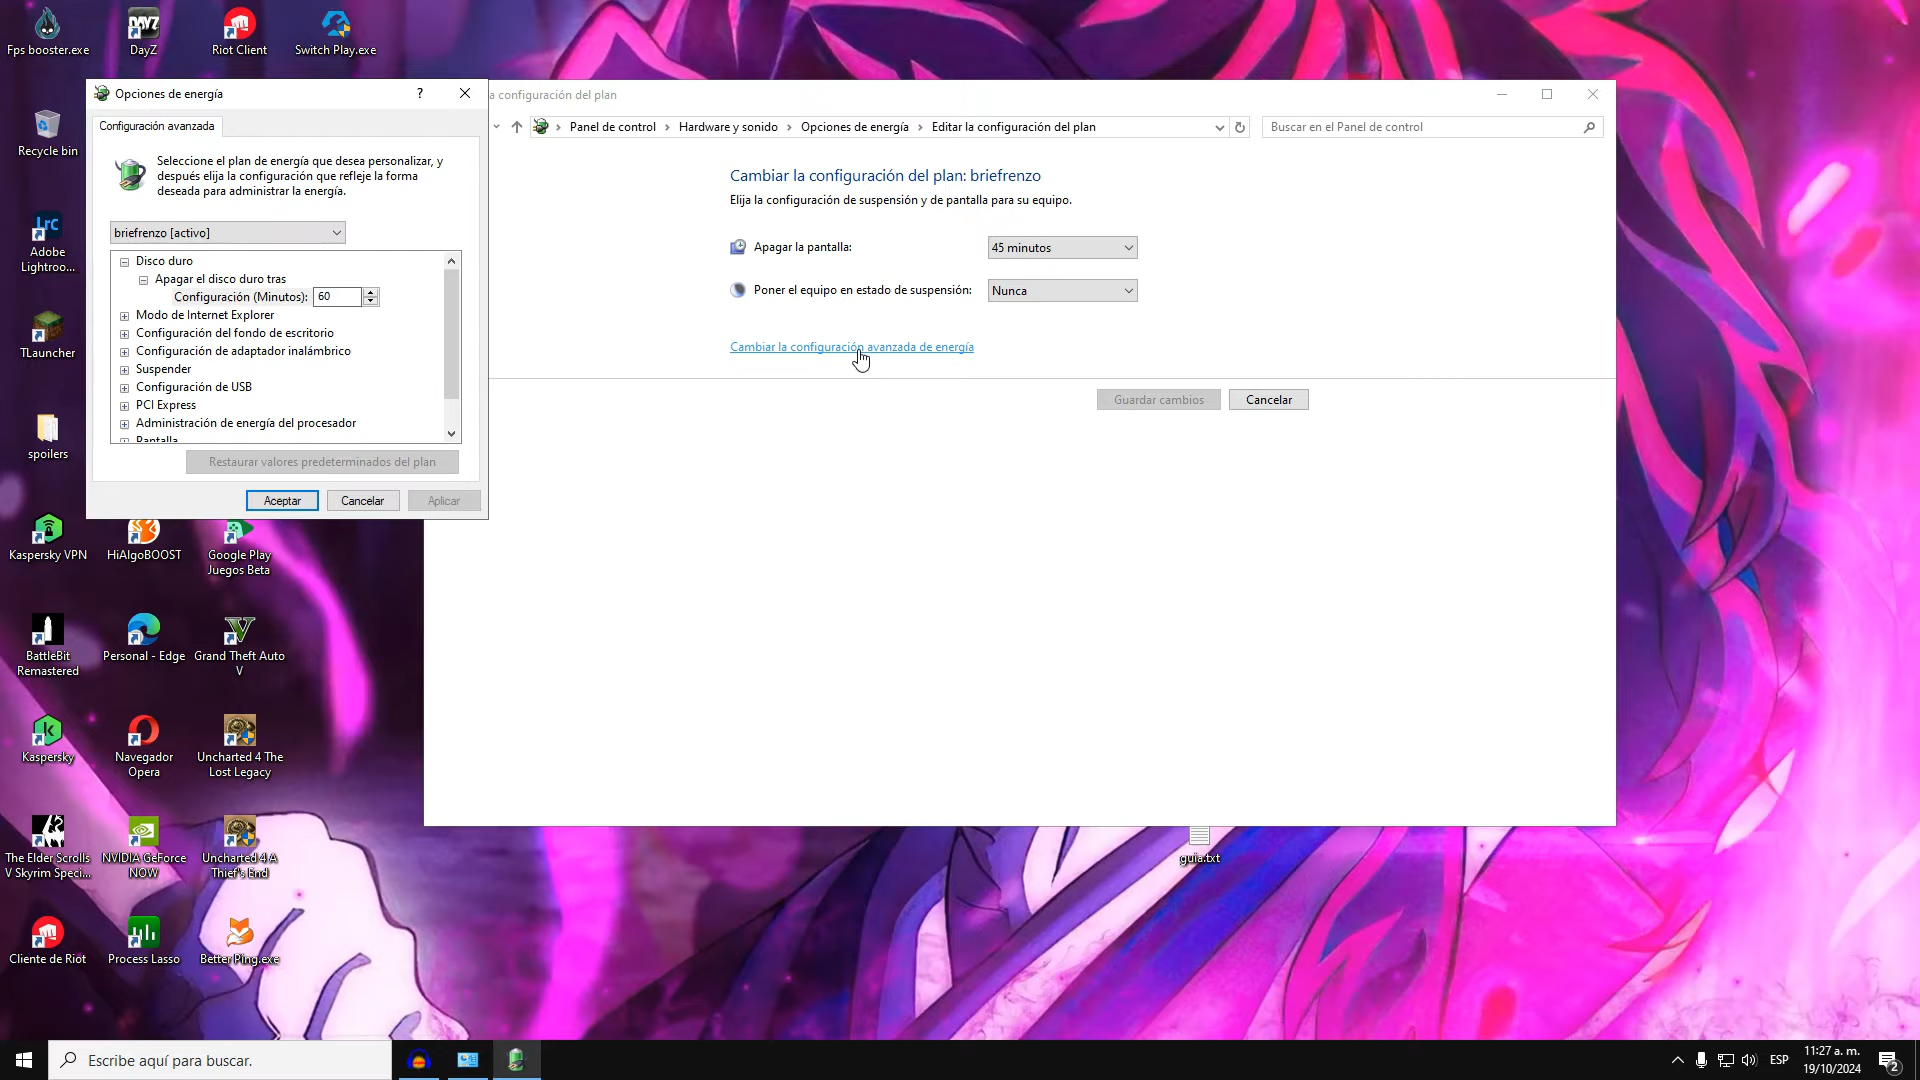 Fps booster.exe
DayZ
Riot Client
Switch Play.exe
Recycle bin
Adobe
Lightroo...
TLauncher
spoilers
Kaspersky VPN
HiAlgoBOOST
Google Play
Juegos Beta
BattleBit
Remastered
Personal - Edge
Grand Theft Auto
V
Kaspersky
Navegador
Opera
Uncharted 4 The
Lost Legacy
The Elder Scrolls
V Skyrim Speci...
NVIDIA GeForce
NOW
Uncharted 4 A
Thief's End
Cliente de Riot
Process Lasso
BetterPing.exe
guia.txt
Opciones de energía
?
Configuración avanzada
Seleccione el plan de energía que desea personalizar, y
después elija la configuración que refleje la forma
deseada para administrar la energía.
briefrenzo [activo]
Disco duro
Apagar el disco duro tras
Configuración (Minutos): 60
Modo de Internet Explorer
Configuración del fondo de escritorio
Configuración de adaptador inalámbrico
Suspender
Configuración de USB
PCI Express
Administración de energía del procesador
Pantalla
Restaurar valores predeterminados del plan
Aceptar
Cancelar
Aplicar
a configuración del plan
Panel de control > Hardware y sonido > Opciones de energía > Editar la configuración del plan
Buscar en el Panel de control
Cambiar la configuración del plan: briefrenzo
Elija la configuración de suspensión y de pantalla para su equipo.
Apagar la pantalla: 45 minutos
Poner el equipo en estado de suspensión: Nunca
Cambiar la configuración avanzada de energía
Guardar cambios
Cancelar
Escribe aquí para buscar.
ESP
11:27 a. m.
19/10/2024
2